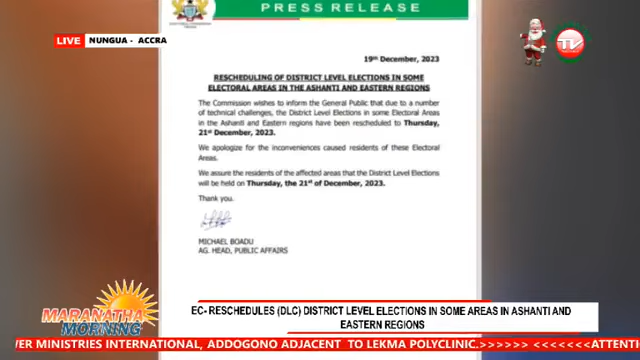 PRESS RELEASE
LIVE NUNGUA - ACCRA
TV
19th December, 2023
RESCHEDULING OF DISTRICT LEVEL ELECTIONS IN SOME
ELECTORAL AREAS IN THE ASHANTI AND EASTERN REGIONS
The Commission wishes to inform the General Public that due to a number
of technical challenges, the District Level Elections in some Electoral Areas
in the Ashanti and Eastern regions have been rescheduled to Thursday,
21st December, 2023.
We apologize for the inconveniences caused residents of these Electoral
Areas.
We assure the residents of the affected areas that the District Level Elections
will be held on Thursday, the 21st of December, 2023.
Thank you.
MICHAEL BOADU
AG. HEAD, PUBLIC AFFAIRS
MARANATHA
MORNING
EC- RESCHEDULES (DLC) DISTRICT LEVEL ELECTIONS IN SOME AREAS IN ASHANTI AND
EASTERN REGIONS
VER MINISTRIES INTERNATIONAL, ADDOGONO ADJACENT TO LEKMA POLYCLINIC.>>>>>> <<<<<<ATTENTI